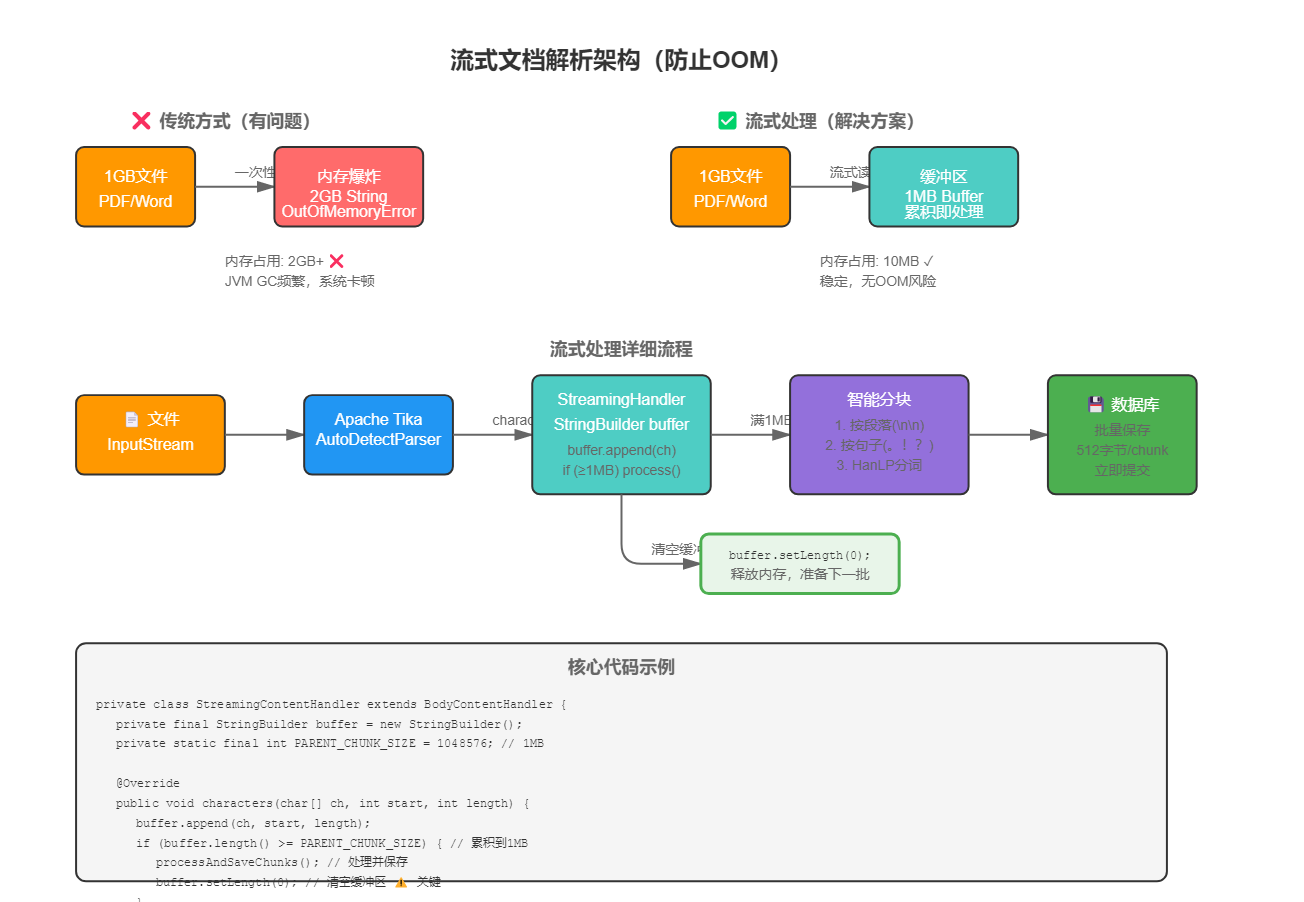 流式文档解析架构（防止OOM）
❌ 传统方式（有问题）
✅ 流式处理（解决方案）
1GB文件
PDF/Word
一次性
内存爆炸
2GB String
OutOfMemoryError
1GB文件
PDF/Word
流式读
缓冲区
1MB Buffer
累积即处理
内存占用: 2GB+ ❌
JVM GC频繁，系统卡顿
内存占用: 10MB ✓
稳定，无OOM风险
流式处理详细流程
📄 文件
InputStream
Apache Tika
AutoDetectParser
charac
StreamingHandler
StringBuilder buffer
buffer.append(ch)
if (≥1MB) process()
满1MB
智能分块
1. 按段落(\n\n)
2. 按句子(。！？)
3. HanLP分词
💾 数据库
批量保存
512字节/chunk
立即提交
清空缓
buffer.setLength(0);
释放内存，准备下一批
核心代码示例
private class StreamingContentHandler extends BodyContentHandler {
private final StringBuilder buffer = new StringBuilder();
private static final int PARENT_CHUNK_SIZE = 1048576; // 1MB
@Override
public void characters(char[] ch, int start, int length) {
buffer.append(ch, start, length);
if (buffer.length() >= PARENT_CHUNK_SIZE) { // 累积到1MB
processAndSaveChunks(); // 处理并保存
buffer.setLength(0); // 清空缓冲区 ⚠️ 关键